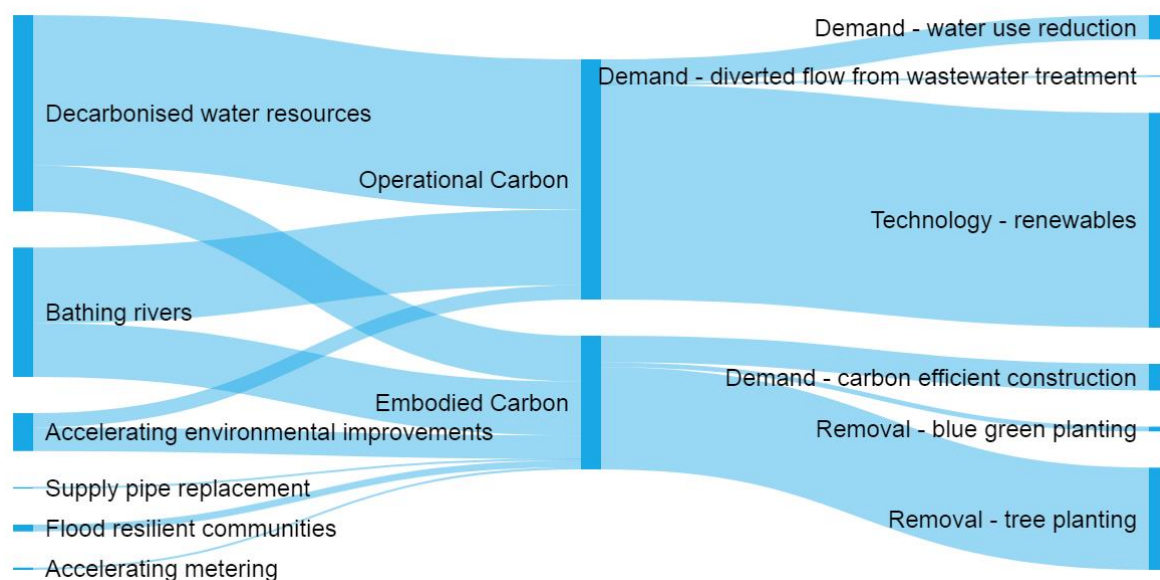 Decarbonised water resources
Bathing rivers
Accelerating environmental improvements
Supply pipe replacement
Flood resilient communities
Accelerating metering
Operational Carbon
Embodied Carbon
Demand - water use reduction
Demand - diverted flow from wastewater treatment
Technology - renewables
Demand - carbon efficient construction
Removal - blue green planting
Removal - tree planting